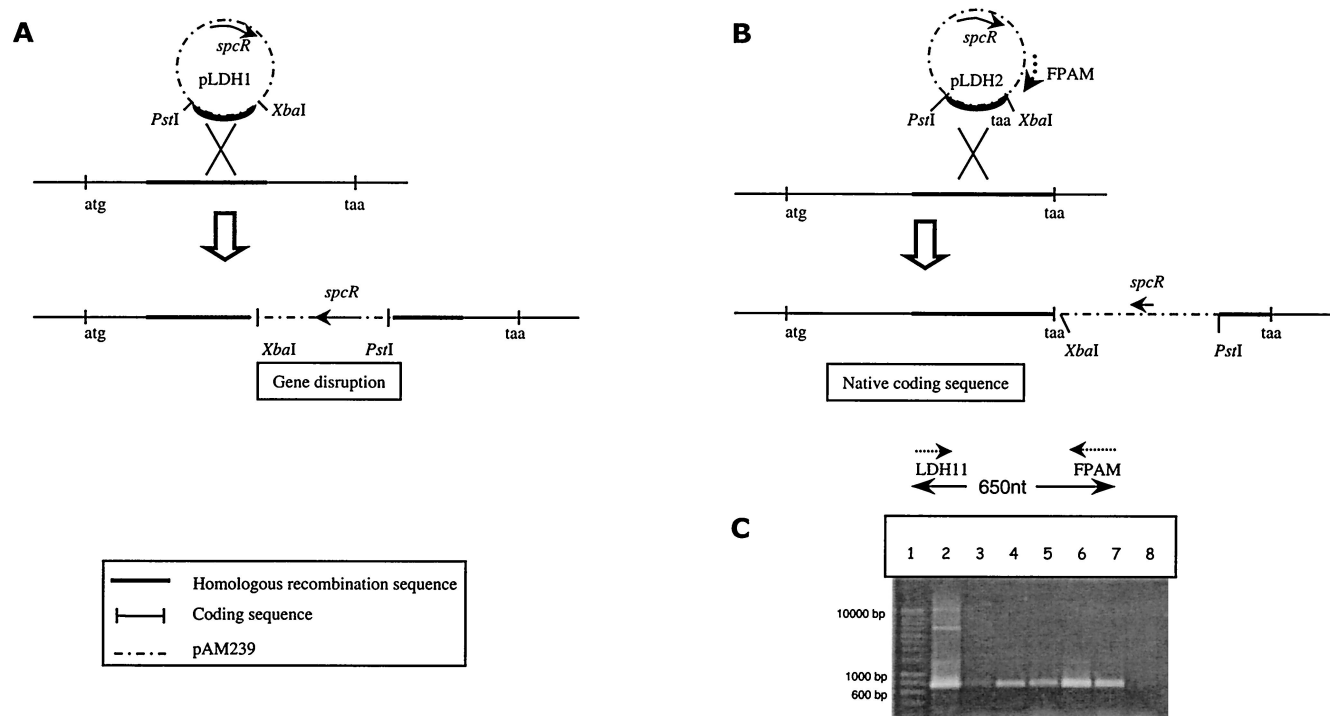 A
spcR
pLDH1
PstI
XbaI
atg
taa
spcR
atg
XbaI
PstI
taa
Gene disruption
Homologous recombination sequence
Coding sequence
pAM239
B
spcR
pLDH2
FPAM
PstI
taa
XbaI
atg
taa
spcR
atg
taa
XbaI
PstI
taa
Native coding sequence
LDH11
FPAM
650nt
C
1 2 3 4 5 6 7 8
10000 bp
1000 bp
600 bp